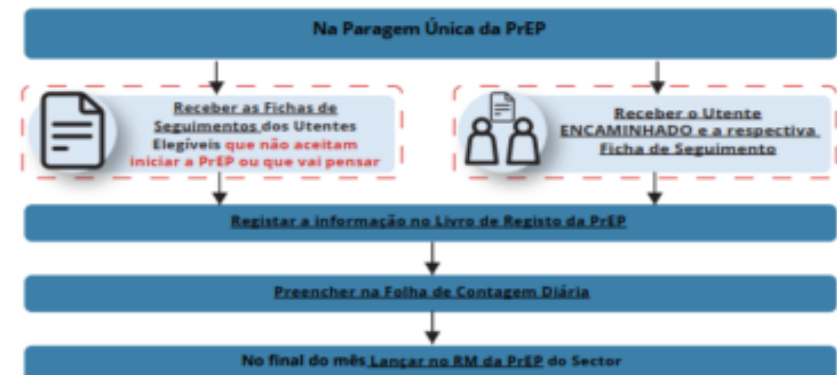 Na Paragem Única da PrEP
Receber as Fichas de
Seguimentos dos Utentes
Elegíveis que não aceitam
iniciar a PrEP ou que vai pensar
Receber o Utente
ENCAMINHADO e a respectiva
Ficha de Seguimento
Registar a informação no Livro de Registo da PrEP
Preencher na Folha de Contagem Diária
No final do mês Lançar no RM da PrEP do Sector